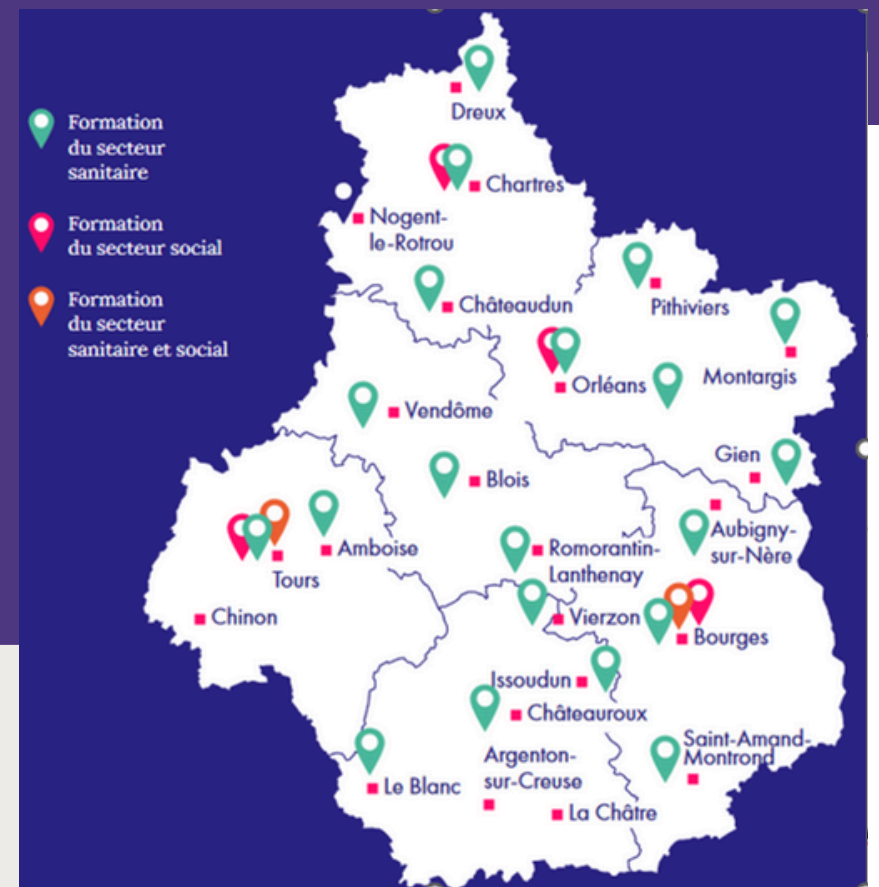 Formation
du secteur
sanitaire
Formation
du secteur social
Formation
du secteur
sanitaire et social
Dreux
Chartres
Nogent-
le-Rotrou
Châteaudun
Pithiviers
Orléans
Montargis
Vendôme
Gien
Blois
Aubigny-
sur-Nère
Amboise
Romorantin-
Lanthenay
Tours
Chinon
Vierzon
Bourges
Issoudun
Châteauroux
Saint-Amand-
Montrond
Argenton-
sur-Creuse
Le Blanc
La Châtre